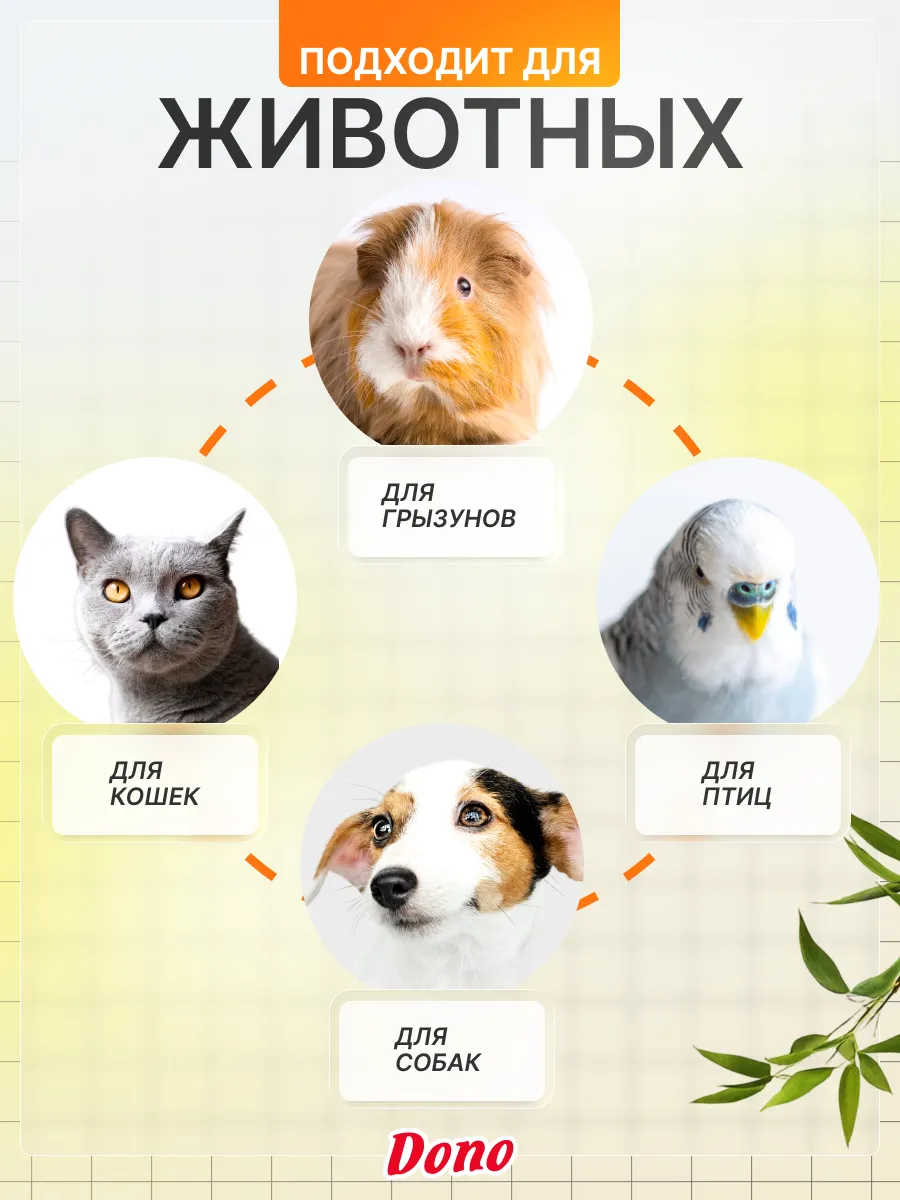 ПОДХОДИТ ДЛЯ
ЖИВОТНЫХ
ДЛЯ
ГРЫЗУНОВ
ДЛЯ
КОШЕК
ДЛЯ
ПТИЦ
ДЛЯ
СОБАК
Dono